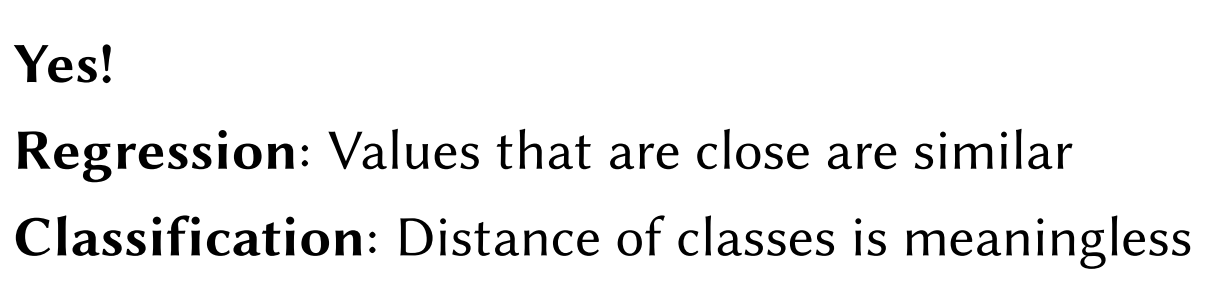 Yes!
Regression: Values that are close are similar
Classification: Distance of classes is meaningless